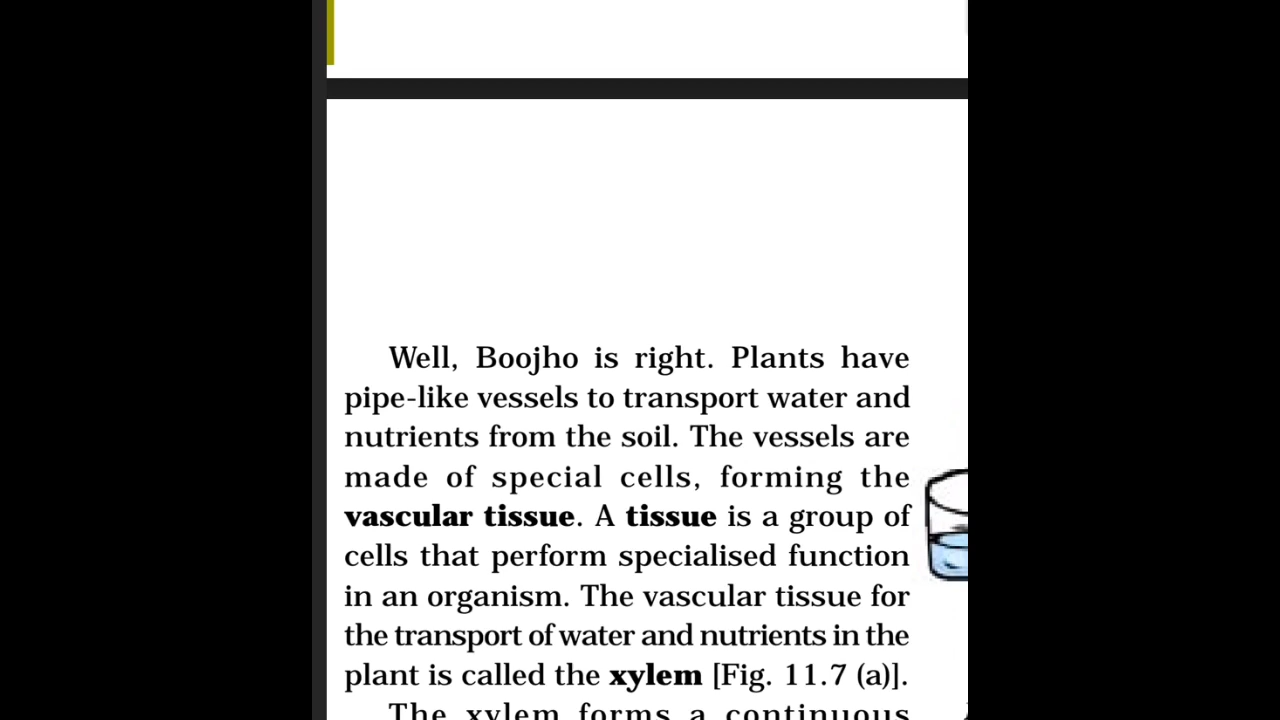 Well, Boojho is right. Plants have
pipe-like vessels to transport water and
nutrients from the soil. The vessels are
made of special cells, forming the
vascular tissue. A tissue is a group of
cells that perform specialised function
in an organism. The vascular tissue for
the transport of water and nutrients in the
plant is called the xylem [Fig. 11.7 (a)].
The xylem forms a continuous